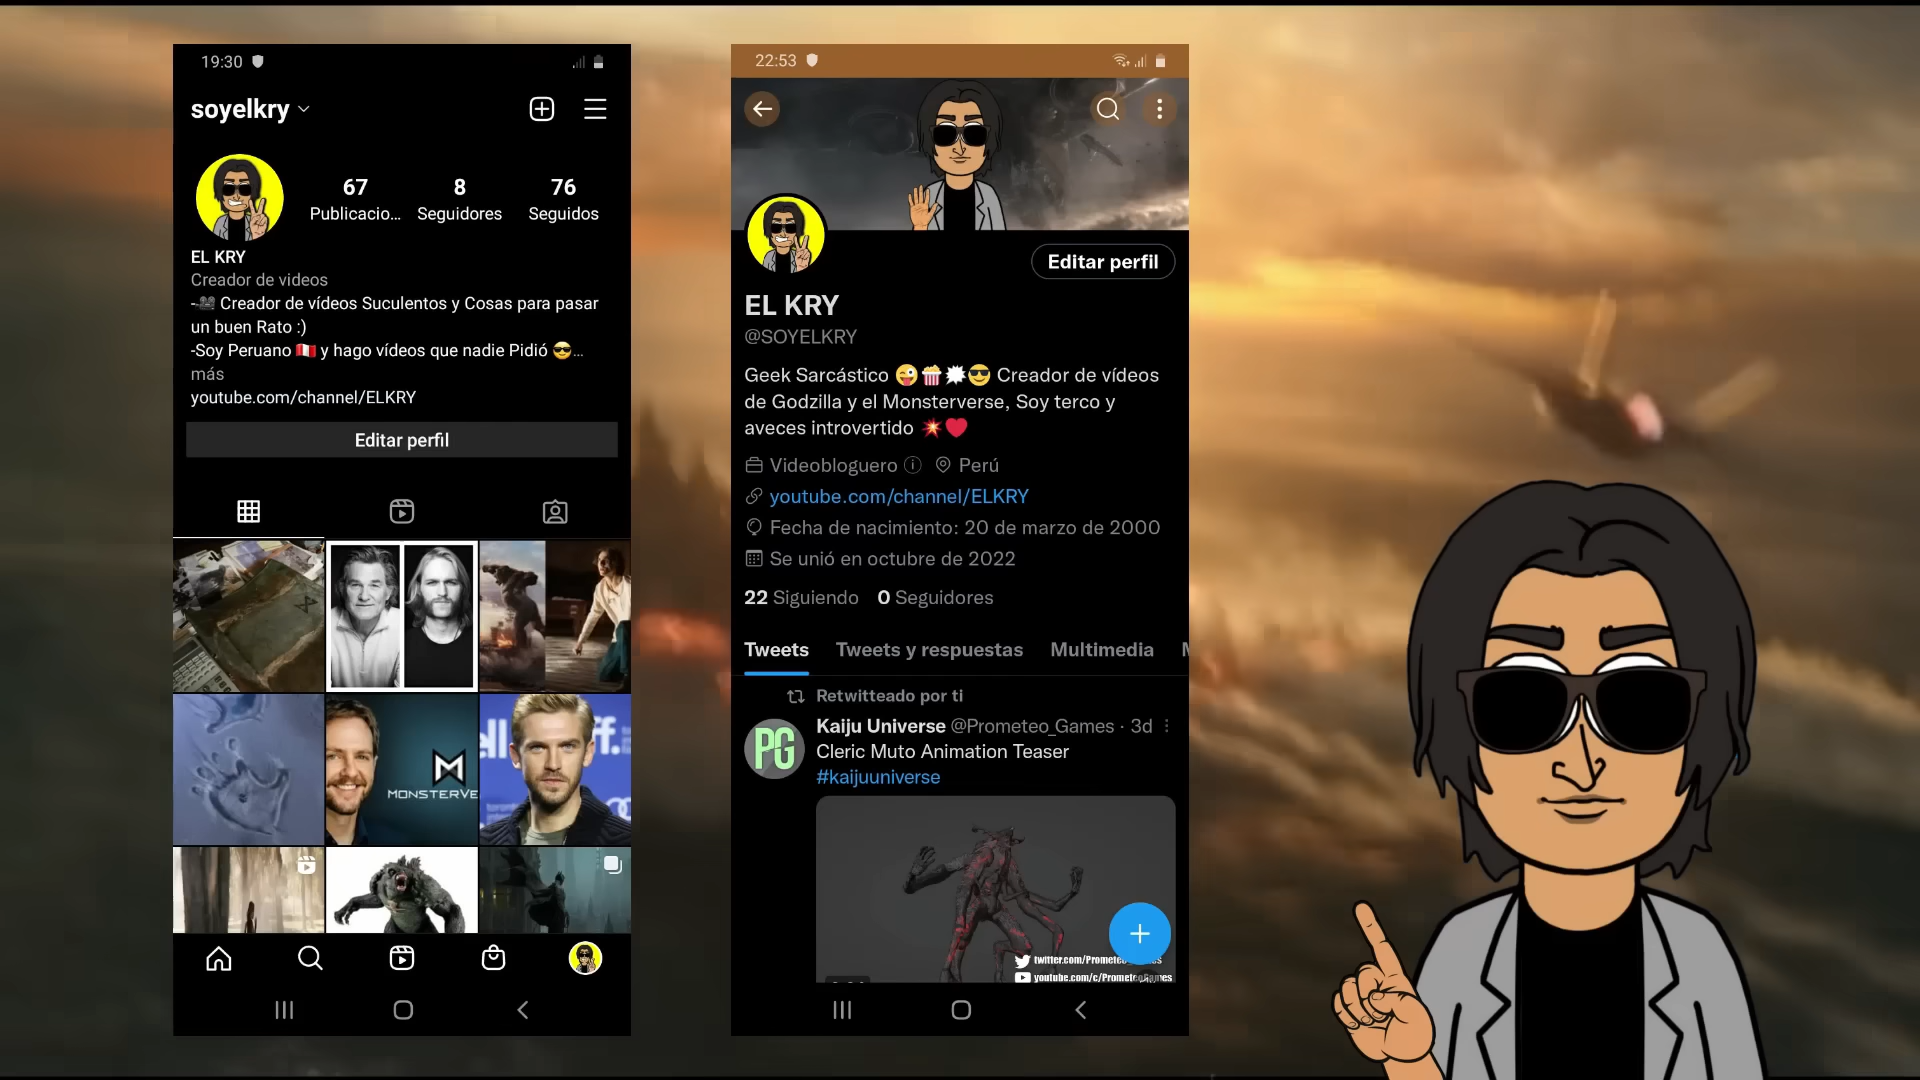 19:30
soyelkry
67
8
76
Publicacio...
Seguidores
Seguidos
EL KRY
Creador de videos
-🎥 Creador de vídeos Suculentos y Cosas para pasar
un buen Rato :)
-Soy Peruano 🇵🇪 y hago vídeos que nadie Pidió 😎...
más
youtube.com/channel/ELKRY
Editar perfil
MONSTERVE
22:53
Editar perfil
EL KRY
@SOYELKRY
Geek Sarcástico 😜🍿🗯😎 Creador de vídeos
de Godzilla y el Monsterverse, Soy terco y
aveces introvertido 💥❤️
Videobloguero Perú
youtube.com/channel/ELKRY
Fecha de nacimiento: 20 de marzo de 2000
Se unió en octubre de 2022
22 Siguiendo 0 Seguidores
Tweets Tweets y respuestas Multimedia
Retwitteado por ti
PG
Kaiju Universe @Prometeo_Games · 3d
Cleric Muto Animation Teaser
#kaijuuniverse
youtube.com/c/PrometeoGames